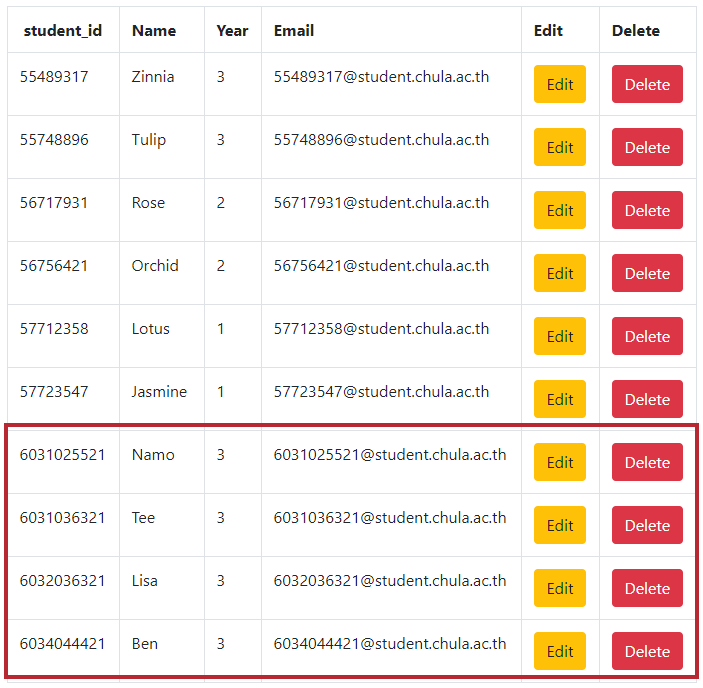 student_id Name Year Email Edit Delete
55489317 Zinnia 3 55489317@student.chula.ac.th Edit Delete
55748896 Tulip 3 55748896@student.chula.ac.th Edit Delete
56717931 Rose 2 56717931@student.chula.ac.th Edit Delete
56756421 Orchid 2 56756421@student.chula.ac.th Edit Delete
57712358 Lotus 1 57712358@student.chula.ac.th Edit Delete
57723547 Jasmine 1 57723547@student.chula.ac.th Edit Delete
6031025521 Namo 3 6031025521@student.chula.ac.th Edit Delete
6031036321 Tee 3 6031036321@student.chula.ac.th Edit Delete
6032036321 Lisa 3 6032036321@student.chula.ac.th Edit Delete
6034044421 Ben 3 6034044421@student.chula.ac.th Edit Delete